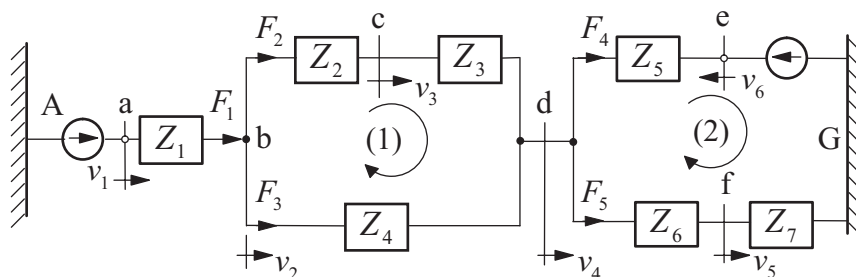 c e
F₂ Z₂ Z₃ F₄ Z₅
v₃ v₆
A a F₁ d
Z₁ b (1) (2) G
v₁
F₃ F₅ f
Z₄ Z₆ Z₇
v₂ v₄ v₅